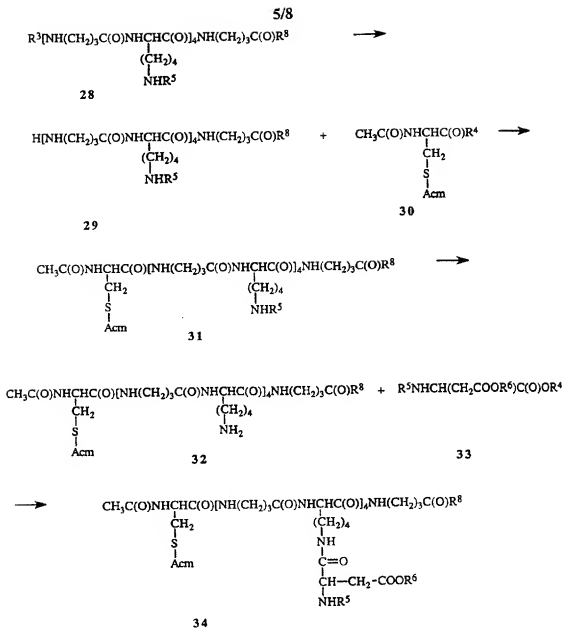 5/8
R³[NH(CH₂)₃C(O)NHCHC(O)]₄NH(CH₂)₃C(O)R⁸
(CH₂)₄
NHR⁵
28
H[NH(CH₂)₃C(O)NHCHC(O)]₄NH(CH₂)₃C(O)R⁸ + CH₃C(O)NHCHC(O)R⁴
(CH₂)₄
NHR⁵
CH₂
S
Acm
29
30
CH₃C(O)NHCHC(O)[NH(CH₂)₃C(O)NHCHC(O)]₄NH(CH₂)₃C(O)R⁸
CH₂
S
Acm
(CH₂)₄
NHR⁵
31
CH₃C(O)NHCHC(O)[NH(CH₂)₃C(O)NHCHC(O)]₄NH(CH₂)₃C(O)R⁸ + R⁵NHCH(CH₂COOR⁶)C(O)OR⁴
CH₂
S
Acm
(CH₂)₄
NH₂
32
33
CH₃C(O)NHCHC(O)[NH(CH₂)₃C(O)NHCHC(O)]₄NH(CH₂)₃C(O)R⁸
CH₂
S
Acm
(CH₂)₄
NH
C=O
CH—CH₂-COOR⁶
NHR⁵
34